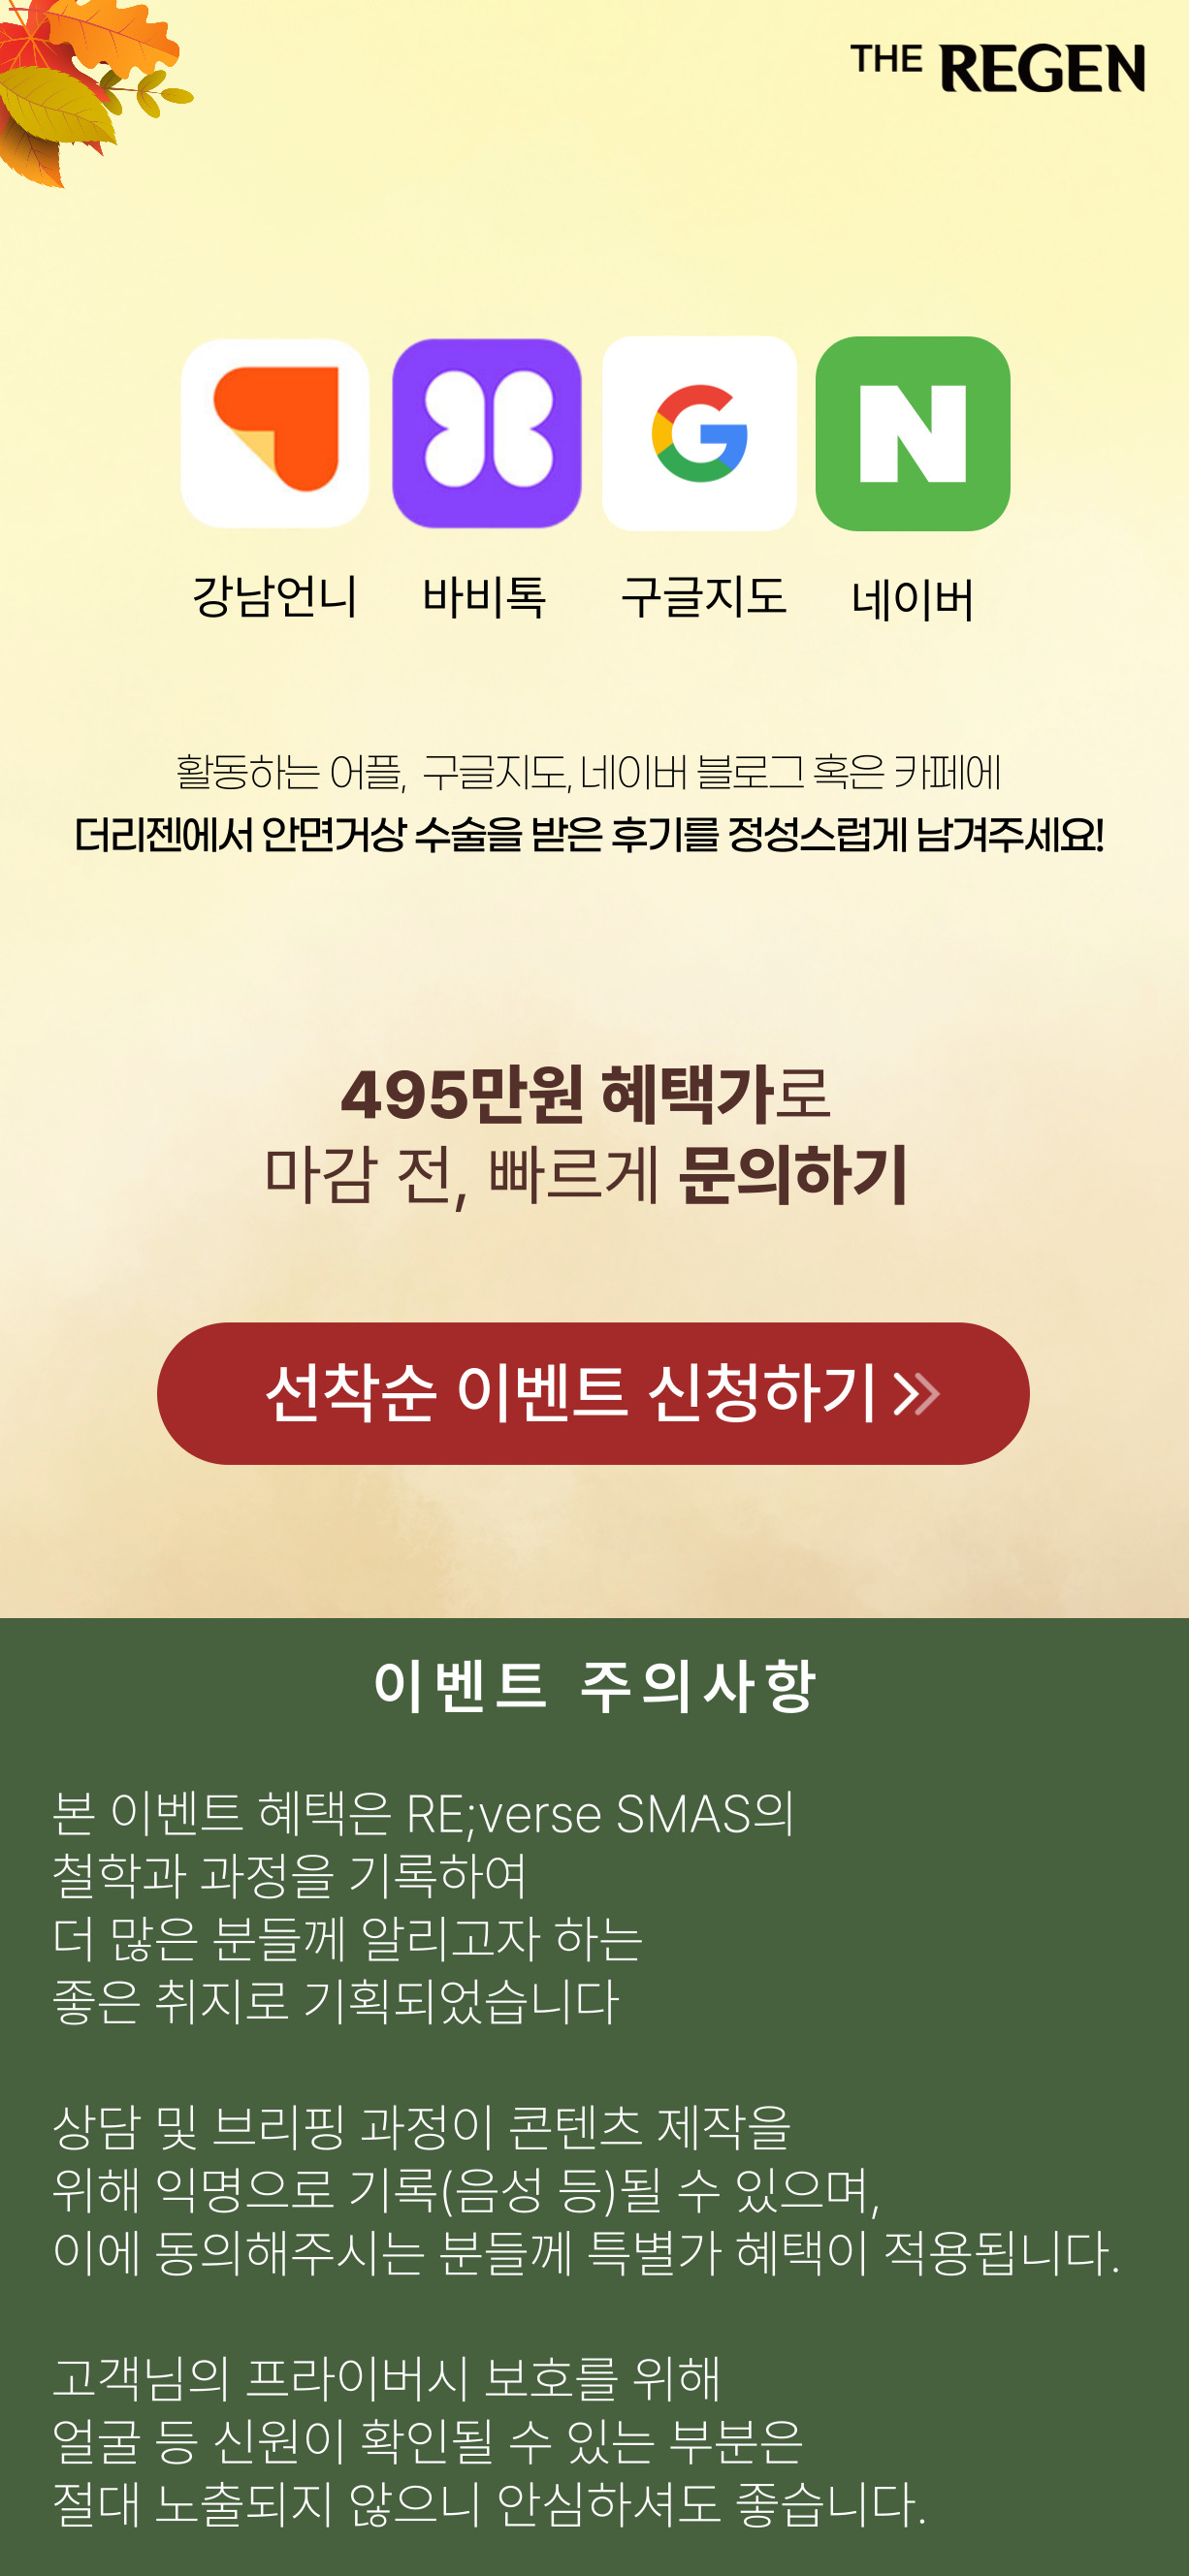 THE REGEN
강남언니 바비톡 구글지도 네이버
활동하는 어플, 구글지도, 네이버 블로그 혹은 카페에
더리젠에서 안면거상 수술을 받은 후기를 정성스럽게 남겨주세요!
495만원 혜택가로
마감 전, 빠르게 문의하기
선착순 이벤트 신청하기
이벤트 주의사항
본 이벤트 혜택은 RE;verse SMAS의
철학과 과정을 기록하여
더 많은 분들께 알리고자 하는
좋은 취지로 기획되었습니다
상담 및 브리핑 과정이 콘텐츠 제작을
위해 익명으로 기록(음성 등)될 수 있으며,
이에 동의해주시는 분들께 특별가 혜택이 적용됩니다.
고객님의 프라이버시 보호를 위해
얼굴 등 신원이 확인될 수 있는 부분은
절대 노출되지 않으니 안심하셔도 좋습니다.